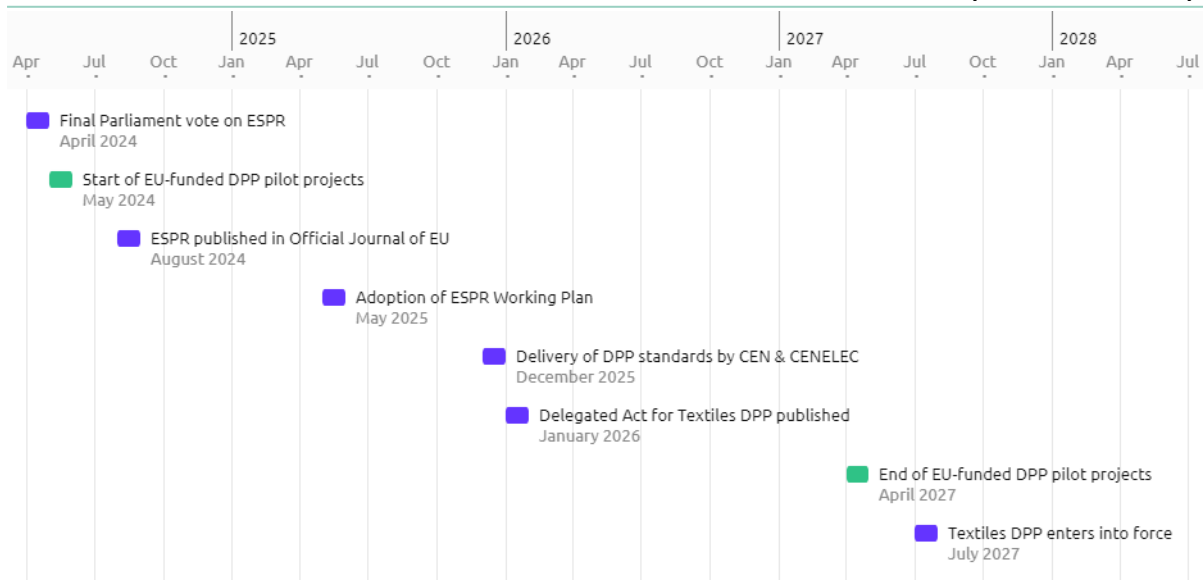 2025 2026 2027 2028
Apr Jul Oct Jan Apr Jul Oct Jan Apr Jul Oct Jan Apr Jul Oct Jan Apr Jul
Final Parliament vote on ESPR
April 2024
Start of EU-funded DPP pilot projects
May 2024
ESPR published in Official Journal of EU
August 2024
Adoption of ESPR Working Plan
May 2025
Delivery of DPP standards by CEN & CENELEC
December 2025
Delegated Act for Textiles DPP published
January 2026
End of EU-funded DPP pilot projects
April 2027
Textiles DPP enters into force
July 2027